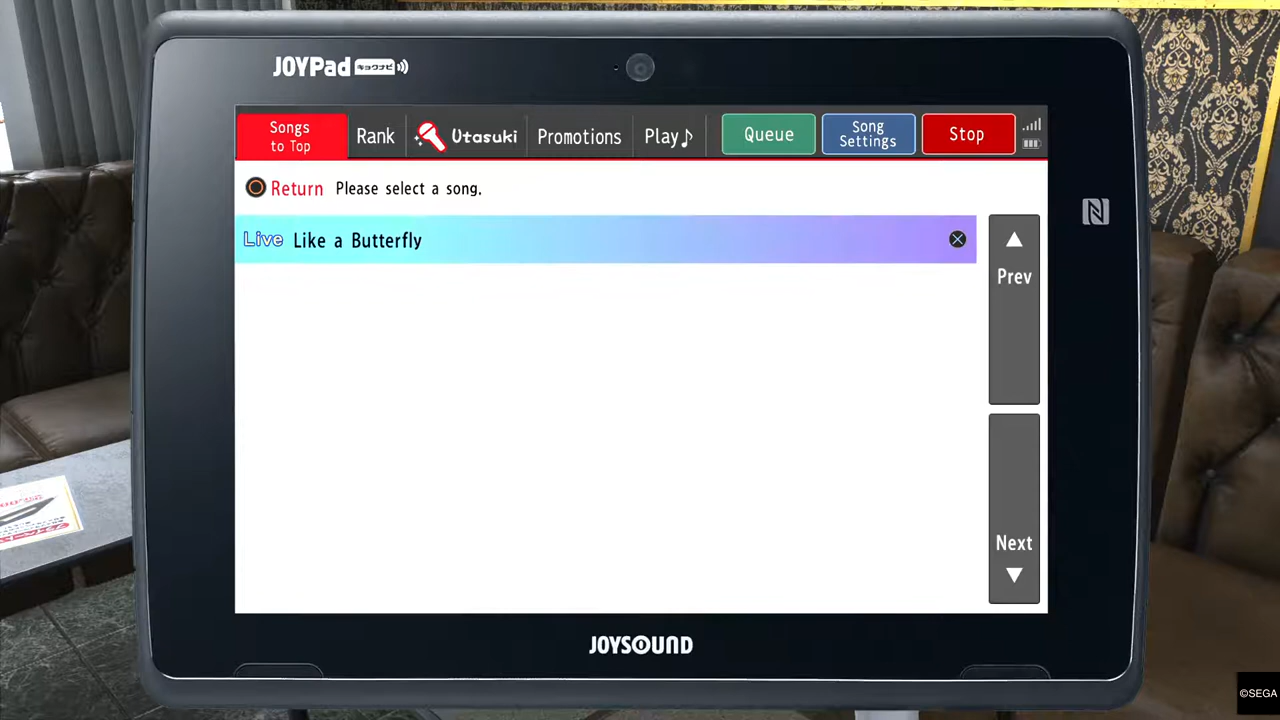 JOYPad キョクナビ
Songs to Top
Rank
Utasuki
Promotions
Play♪
Queue
Song Settings
Stop
Return Please select a song.
Live Like a Butterfly
Prev
Next
JOYSOUND
©SEGA